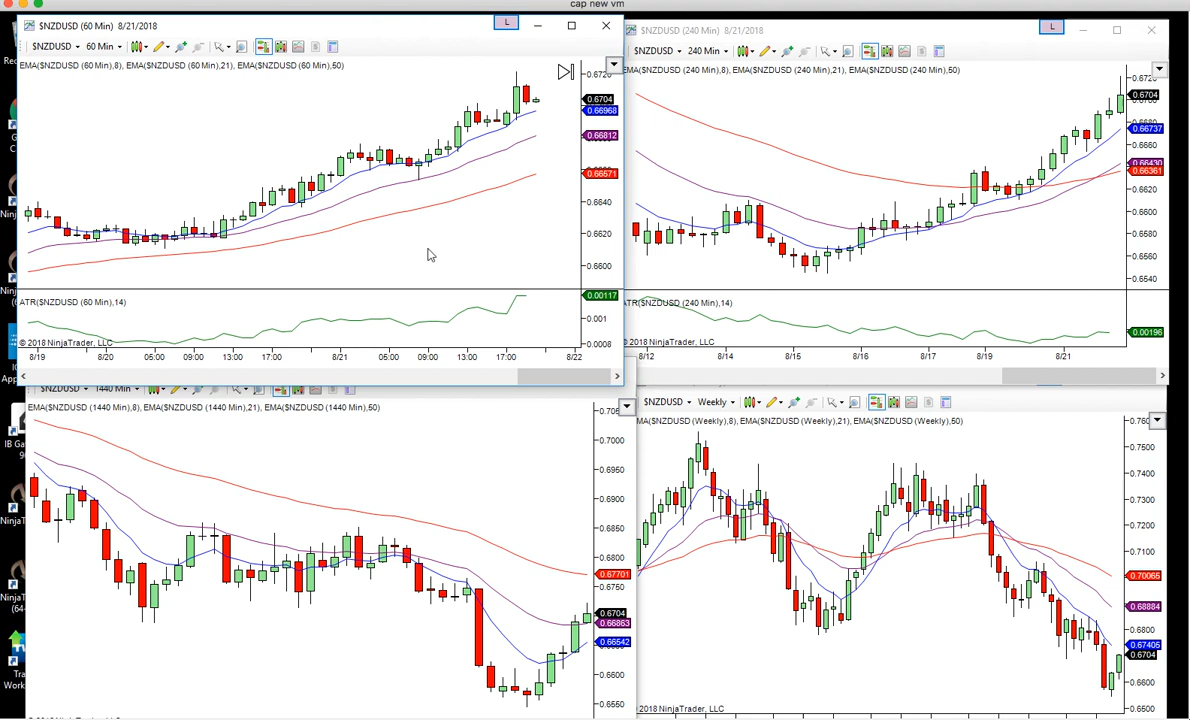 cap new vm
$NZDUSD (60 Min) 8/21/2018
L
$NZDUSD 60 Min
EMA($NZDUSD (60 Min),8), EMA($NZDUSD (60 Min),21), EMA($NZDUSD (60 Min),50)
0.6720
0.6704
0.66968
0.66812
0.66571
0.6640
0.6620
0.6600
ATR($NZDUSD (60 Min),14)
0.00117
0.001
0.0008
© 2018 NinjaTrader, LLC
8/19 8/20 05:00 09:00 13:00 17:00 8/21 05:00 09:00 13:00 17:00 8/22
$NZDUSD (240 Min) 8/21/2018
L
$NZDUSD 240 Min
EMA($NZDUSD (240 Min),8), EMA($NZDUSD (240 Min),21), EMA($NZDUSD (240 Min),50)
0.6704
0.6680
0.66737
0.6660
0.66430
0.66361
0.6620
0.6600
0.6580
0.6560
0.6540
ATR($NZDUSD (240 Min),14)
0.00196
2018 NinjaTrader, LLC
8/12 8/14 8/15 8/16 8/17 8/19 8/21
$NZDUSD 1440 Min
EMA($NZDUSD (1440 Min),8), EMA($NZDUSD (1440 Min),21), EMA($NZDUSD (1440 Min),50)
0.7000
0.6950
0.6900
0.6850
0.6800
0.67701
0.6750
0.6704
0.66863
0.66542
0.6600
0.6550
$NZDUSD Weekly
EMA($NZDUSD (Weekly),8), EMA($NZDUSD (Weekly),21), EMA($NZDUSD (Weekly),50)
0.7500
0.7400
0.7300
0.7200
0.7100
0.70065
0.68884
0.6800
0.67405
0.6704
0.6600
0.6500
2018 NinjaTrader, LLC
IB Ga